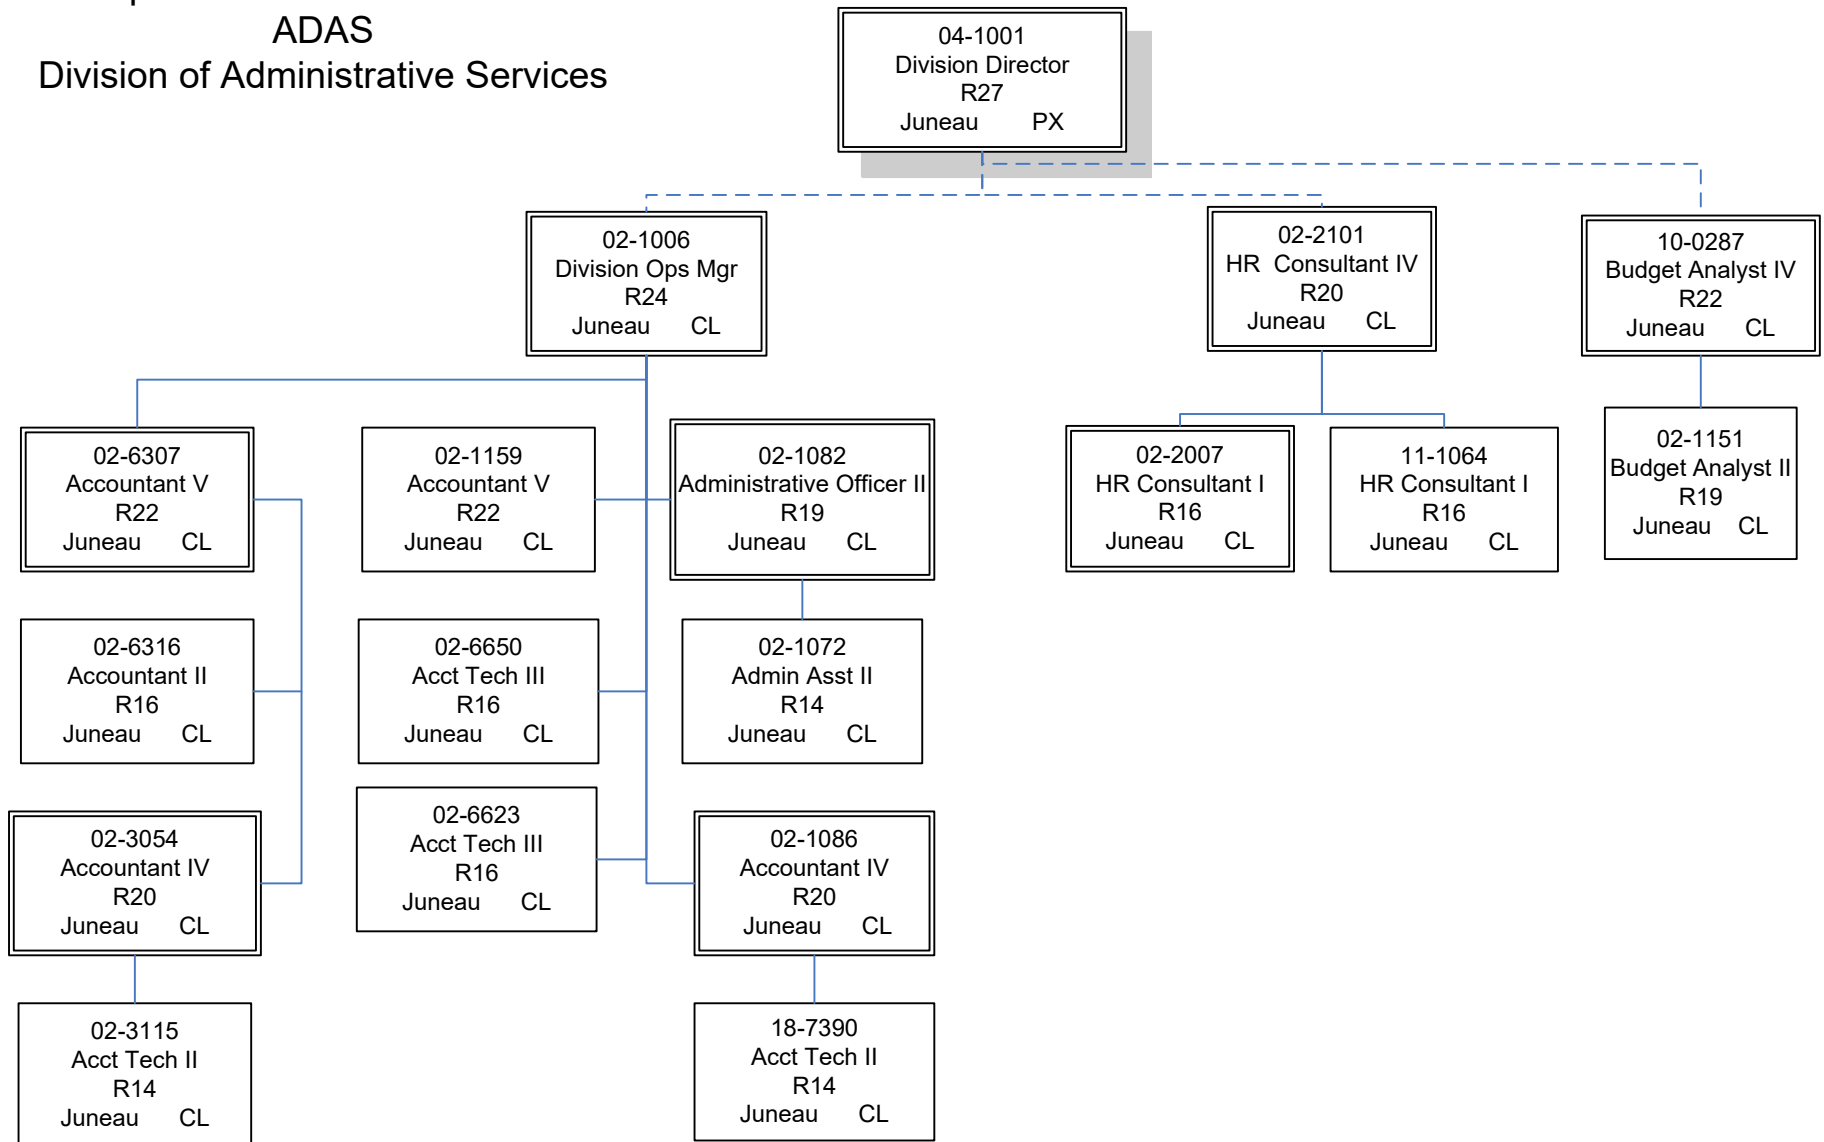 ADAS
Division of Administrative Services
04-1001
Division Director
R27
Juneau PX
02-1006
Division Ops Mgr
R24
Juneau CL
02-2101
HR Consultant IV
R20
Juneau CL
10-0287
Budget Analyst IV
R22
Juneau CL
02-6307
Accountant V
R22
Juneau CL
02-1159
Accountant V
R22
Juneau CL
02-1082
Administrative Officer II
R19
Juneau CL
02-2007
HR Consultant I
R16
Juneau CL
11-1064
HR Consultant I
R16
Juneau CL
02-1151
Budget Analyst II
R19
Juneau CL
02-6316
Accountant II
R16
Juneau CL
02-6650
Acct Tech III
R16
Juneau CL
02-1072
Admin Asst II
R14
Juneau CL
02-3054
Accountant IV
R20
Juneau CL
02-6623
Acct Tech III
R16
Juneau CL
02-1086
Accountant IV
R20
Juneau CL
02-3115
Acct Tech II
R14
Juneau CL
18-7390
Acct Tech II
R14
Juneau CL